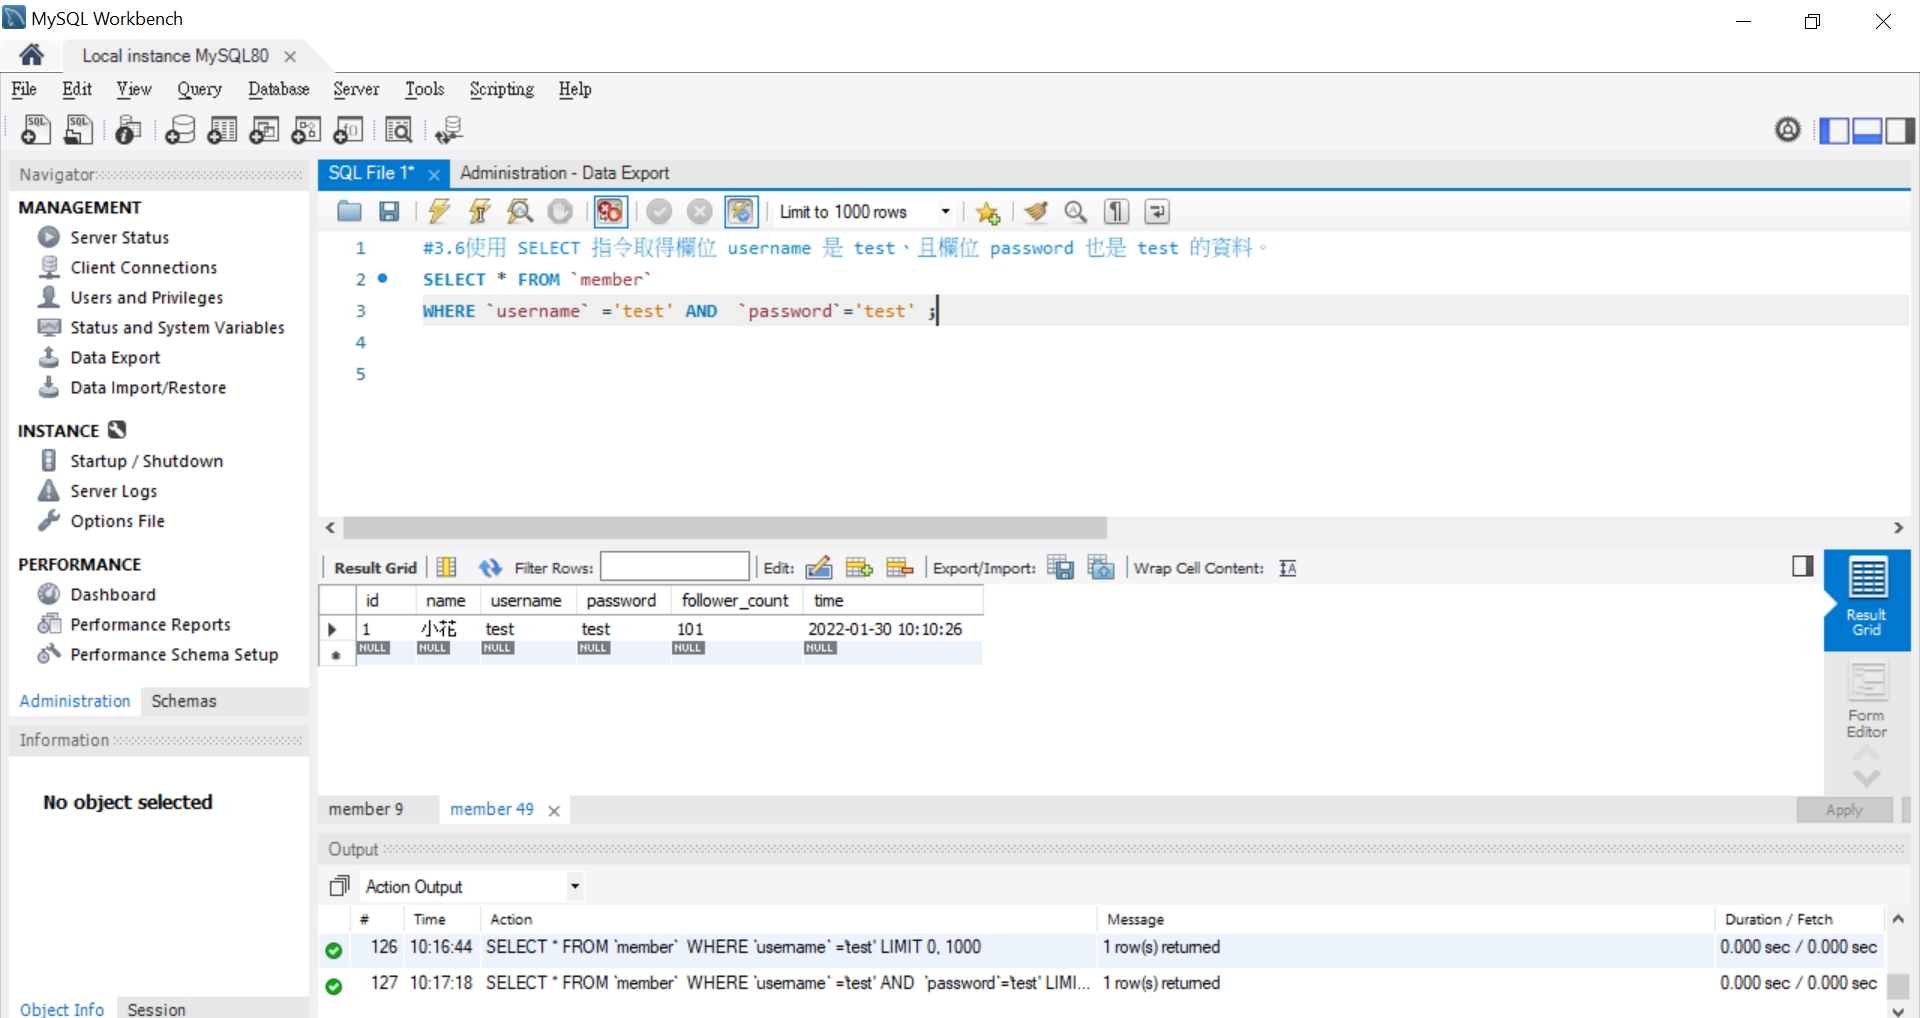 MySQL Workbench
Local instance MySQL80
File Edit View Query Database Server Tools Scripting Help
Navigator
MANAGEMENT
Server Status
Client Connections
Users and Privileges
Status and System Variables
Data Export
Data Import/Restore
INSTANCE
Startup / Shutdown
Server Logs
Options File
PERFORMANCE
Dashboard
Performance Reports
Performance Schema Setup
Administration Schemas
Information
No object selected
Object Info Session
SQL File 1* Administration - Data Export
Limit to 1000 rows
1 #3.6使用 SELECT 指令取得欄位 username 是 test、且欄位 password 也是 test 的資料。
2 SELECT * FROM `member`
3 WHERE `username` ='test' AND  `password`='test' ;
4
5
Result Grid Filter Rows: Edit: Export/Import: Wrap Cell Content:
id name username password follower_count time
1 小花 test test 101 2022-01-30 10:10:26
NULL NULL NULL NULL NULL NULL
Result Grid
Form Editor
member 9 member 49 Apply
Output
Action Output
# Time Action Message Duration / Fetch
126 10:16:44 SELECT * FROM `member`  WHERE `username` ='test' LIMIT 0, 1000 1 row(s) returned 0.000 sec / 0.000 sec
127 10:17:18 SELECT * FROM `member`  WHERE `username` ='test' AND  `password`='test' LIMI... 1 row(s) returned 0.000 sec / 0.000 sec